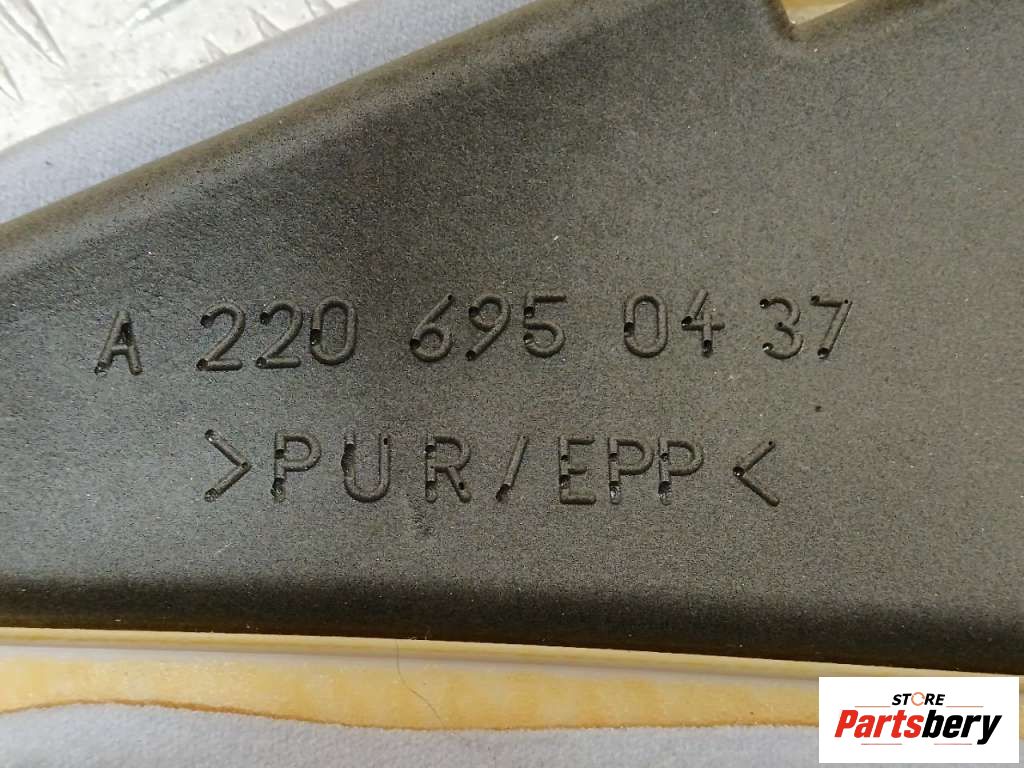 A 220 695 04 37
>PUR/EPP<
STORE
Partsbery